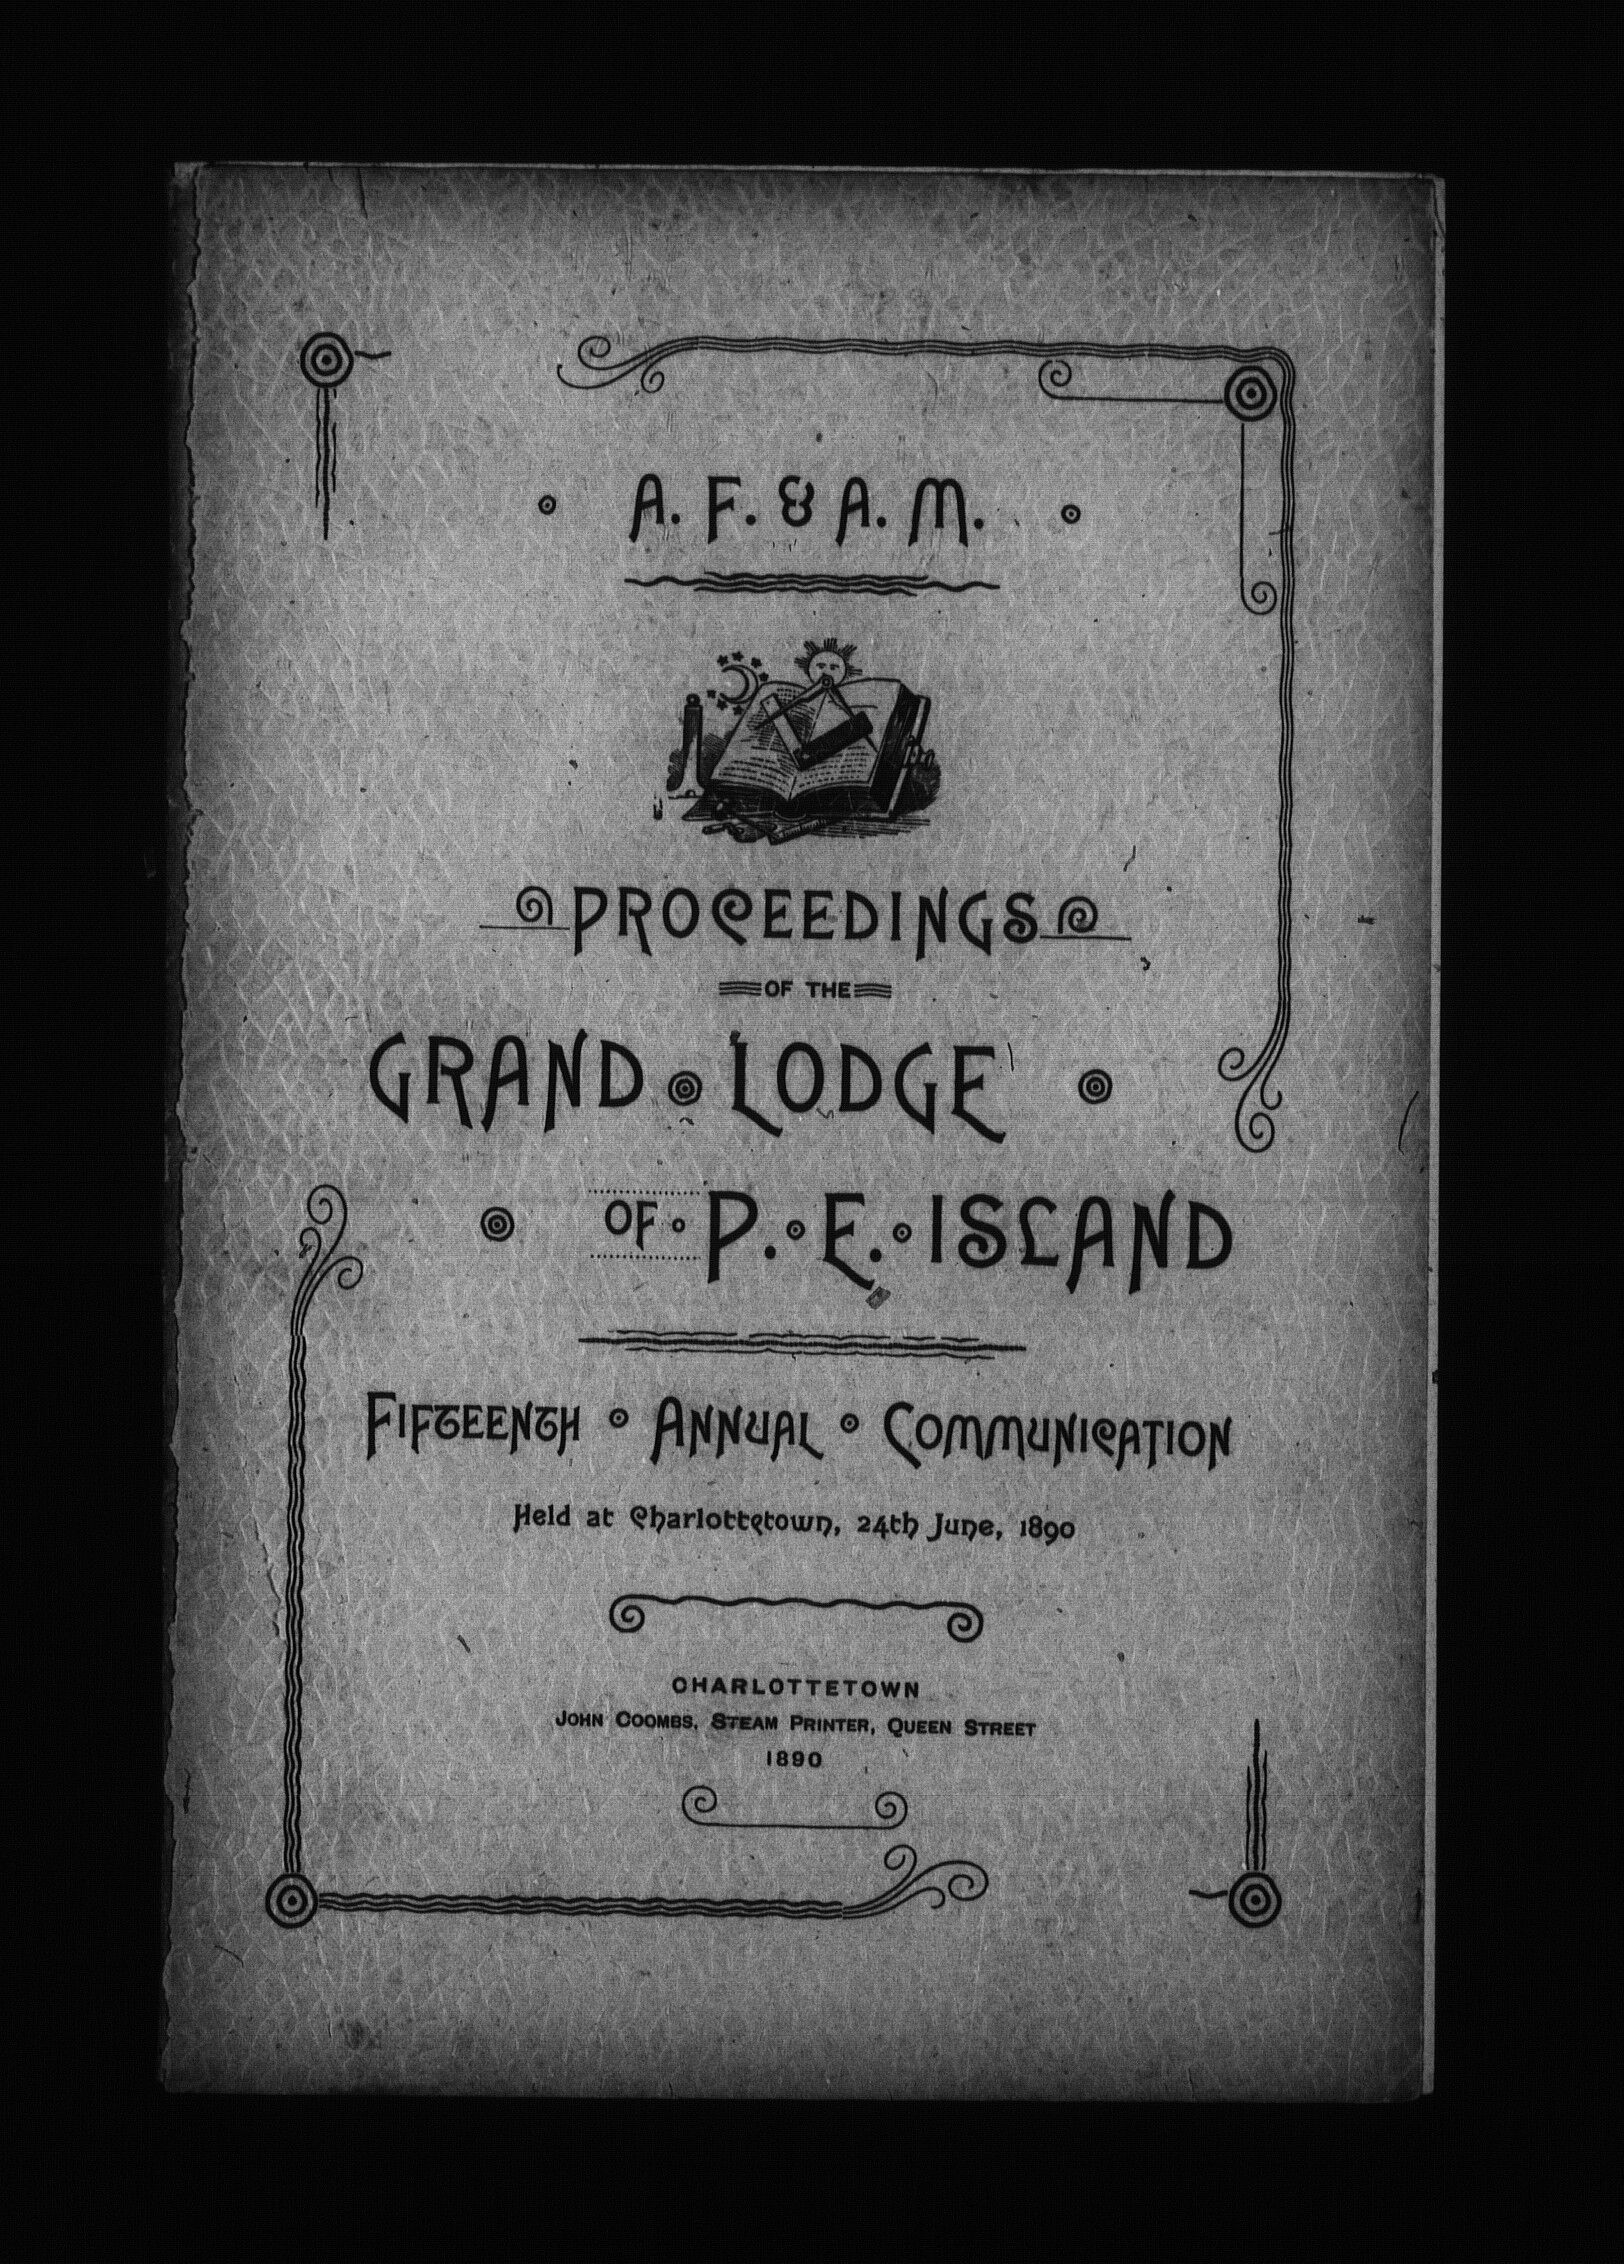 A. F. & A. M.
PROCEEDINGS
OF THE
GRAND LODGE
OF P. E. ISLAND
FIFTEENTH ANNUAL COMMUNICATION
Held at Charlottetown, 24th June, 1890
CHARLOTTETOWN
JOHN COOMBS, STEAM PRINTER, QUEEN STREET
1890